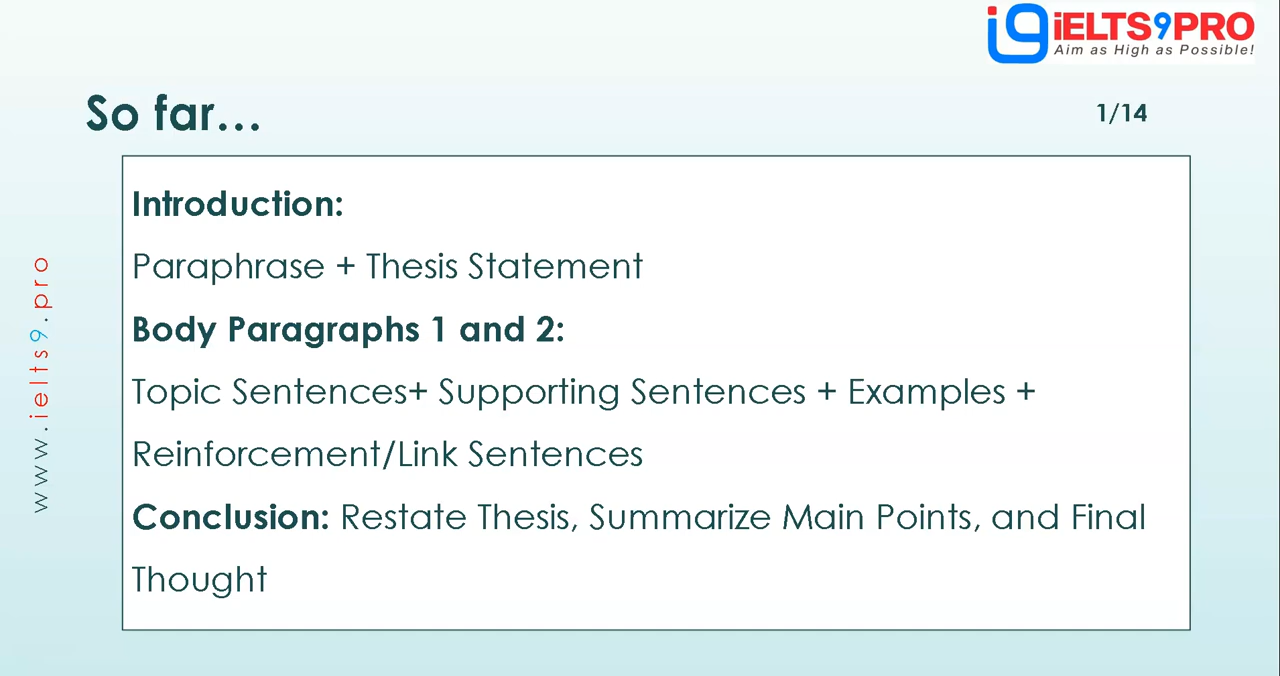 iELTS9PRO
Aim as High as Possible!
So far...
1/14
Introduction:
Paraphrase + Thesis Statement
Body Paragraphs 1 and 2:
Topic Sentences+ Supporting Sentences + Examples +
Reinforcement/Link Sentences
Conclusion: Restate Thesis, Summarize Main Points, and Final
Thought
www.ielts9.pro